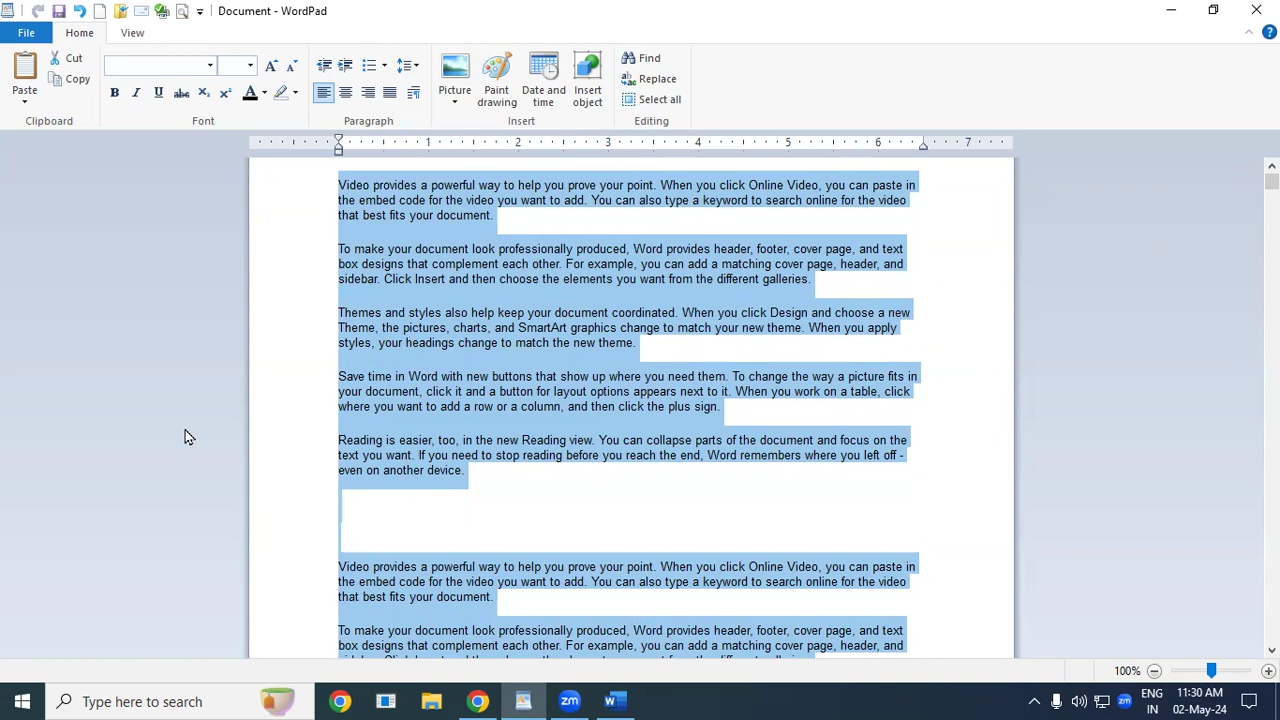 Document - WordPad
File
Home
View
Cut
Copy
Paste
Clipboard
B I U abc X₂ X² A
Font
Paragraph
Picture
Paint drawing
Date and time
Insert object
Insert
Find
Replace
Select all
Editing
1 2 3 4 5 6 7
Video provides a powerful way to help you prove your point. When you click Online Video, you can paste in
the embed code for the video you want to add. You can also type a keyword to search online for the video
that best fits your document.
To make your document look professionally produced, Word provides header, footer, cover page, and text
box designs that complement each other. For example, you can add a matching cover page, header, and
sidebar. Click Insert and then choose the elements you want from the different galleries.
Themes and styles also help keep your document coordinated. When you click Design and choose a new
Theme, the pictures, charts, and SmartArt graphics change to match your new theme. When you apply
styles, your headings change to match the new theme.
Save time in Word with new buttons that show up where you need them. To change the way a picture fits in
your document, click it and a button for layout options appears next to it. When you work on a table, click
where you want to add a row or a column, and then click the plus sign.
Reading is easier, too, in the new Reading view. You can collapse parts of the document and focus on the
text you want. If you need to stop reading before you reach the end, Word remembers where you left off -
even on another device.
Video provides a powerful way to help you prove your point. When you click Online Video, you can paste in
the embed code for the video you want to add. You can also type a keyword to search online for the video
that best fits your document.
To make your document look professionally produced, Word provides header, footer, cover page, and text
box designs that complement each other. For example, you can add a matching cover page, header, and
100%
Type here to search
zm
W
zm
ENG
IN
11:30 AM
02-May-24